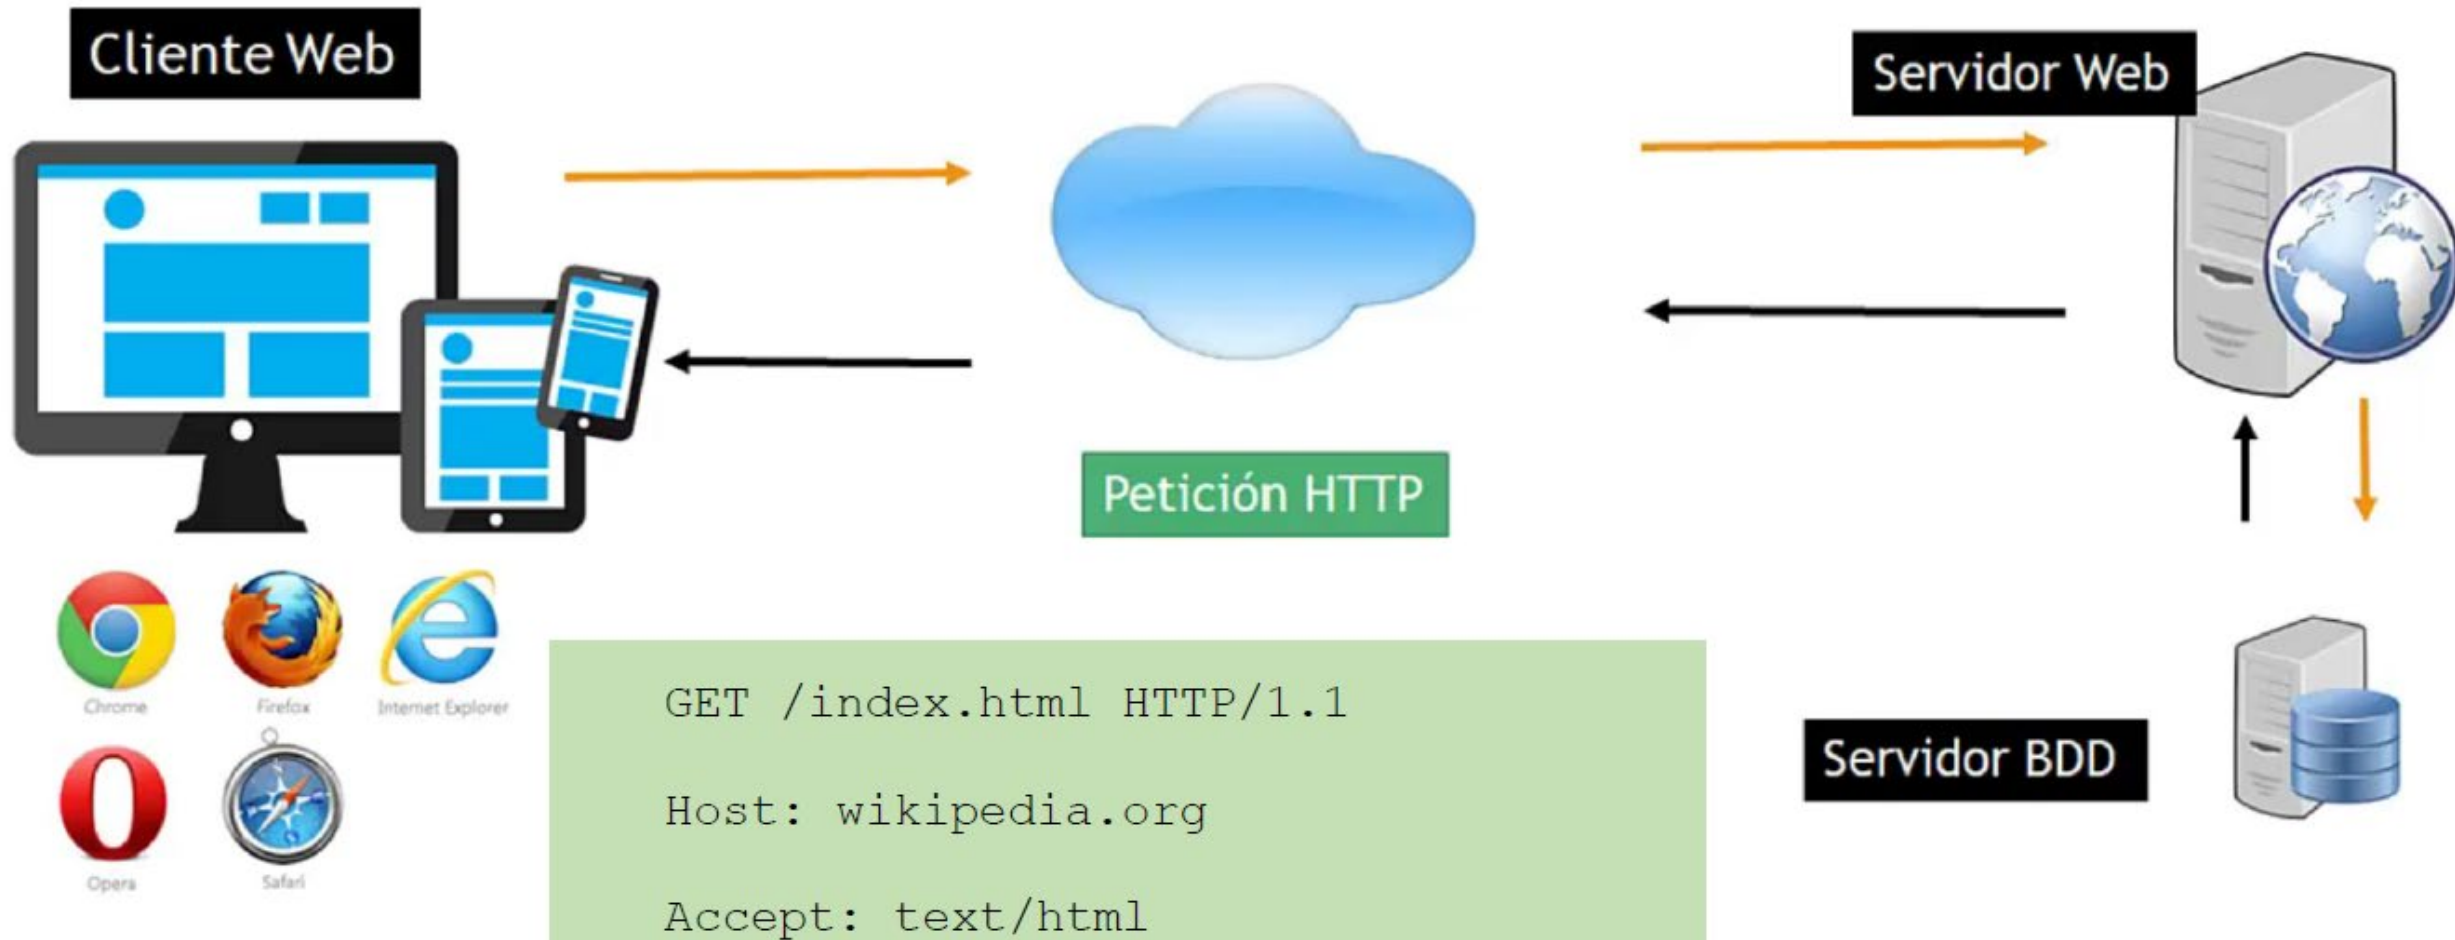 Cliente Web
Servidor Web
Petición HTTP
Chrome
Firefox
Internet Explorer
Opera
Safari
GET /index.html HTTP/1.1
Host: wikipedia.org
Accept: text/html
Servidor BDD